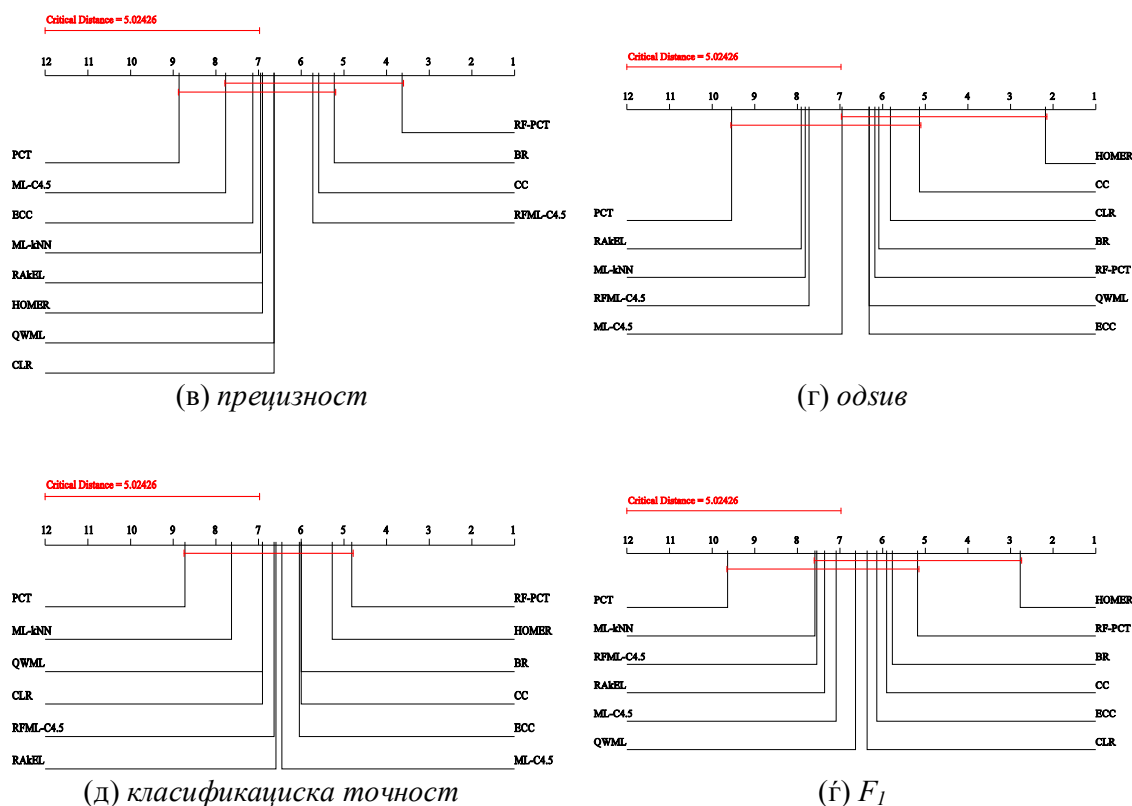 Critical Distance = 5.02426
12 11 10 9 8 7 6 5 4 3 2 1
RF-PCT
PCT
BR
ML-C4.5
CC
ECC
RFML-C4.5
ML-kNN
RAkEL
HOMER
QWML
CLR
(в) прецизност
Critical Distance = 5.02426
12 11 10 9 8 7 6 5 4 3 2 1
HOMER
CC
PCT
CLR
RAkEL
BR
ML-kNN
RF-PCT
RFML-C4.5
QWML
ML-C4.5
ECC
(г) одѕив
Critical Distance = 5.02426
12 11 10 9 8 7 6 5 4 3 2 1
PCT
RF-PCT
ML-kNN
HOMER
QWML
BR
CLR
CC
RFML-C4.5
ECC
RAkEL
ML-C4.5
(д) класификациска точност
Critical Distance = 5.02426
12 11 10 9 8 7 6 5 4 3 2 1
PCT
HOMER
ML-kNN
RF-PCT
RFML-C4.5
BR
RAkEL
CC
ML-C4.5
ECC
QWML
CLR
(ѓ) F1